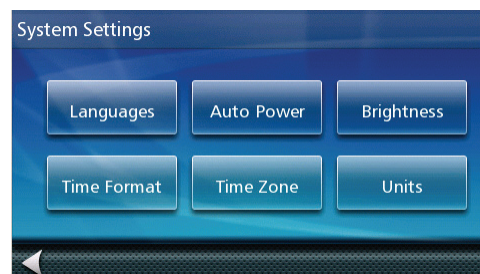 System Settings
Languages Auto Power Brightness
Time Format Time Zone Units